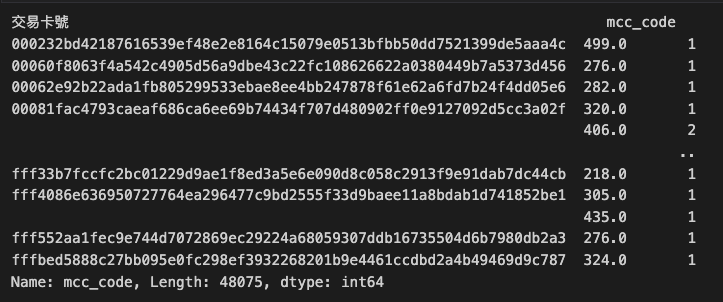 交易卡號 mcc_code
000232bd42187616539ef48e2e8164c15079e0513bfbb50dd7521399de5aaa4c 499.0 1
00060f8063f4a542c4905d56a9dbe43c22fc108626622a0380449b7a5373d456 276.0 1
00062e92b22ada1fb805299533ebae8ee4bb247878f61e62a6fd7b24f4dd05e6 282.0 1
00081fac4793caeaf686ca6ee69b74434f707d480902ff0e9127092d5cc3a02f 320.0 1
406.0 2
..
fff33b7fccfc2bc01229d9ae1f8ed3a5e6e090d8c058c2913f9e91dab7dc44cb 218.0 1
fff4086e636950727764ea296477c9bd2555f33d9baee11a8bdab1d741852be1 305.0 1
435.0 1
fff552aa1fec9e744d7072869ec29224a68059307ddb16735504d6b7980db2a3 276.0 1
fffbed5888c27bb095e0fc298ef3932268201b9e4461ccdbd2a4b49469d9c787 324.0 1
Name: mcc_code, Length: 48075, dtype: int64